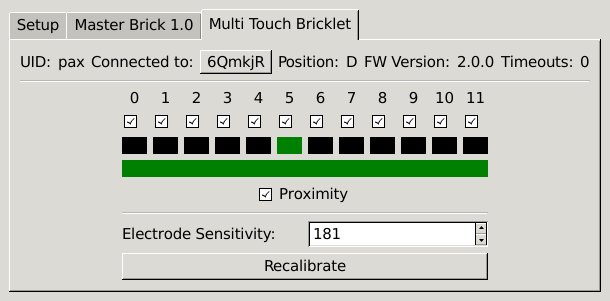 Setup Master Brick 1.0 Multi Touch Bricklet
UID: pax Connected to: 6QmkjR Position: D FW Version: 2.0.0 Timeouts: 0
0 1 2 3 4 5 6 7 8 9 10 11
Proximity
Electrode Sensitivity: 181
Recalibrate